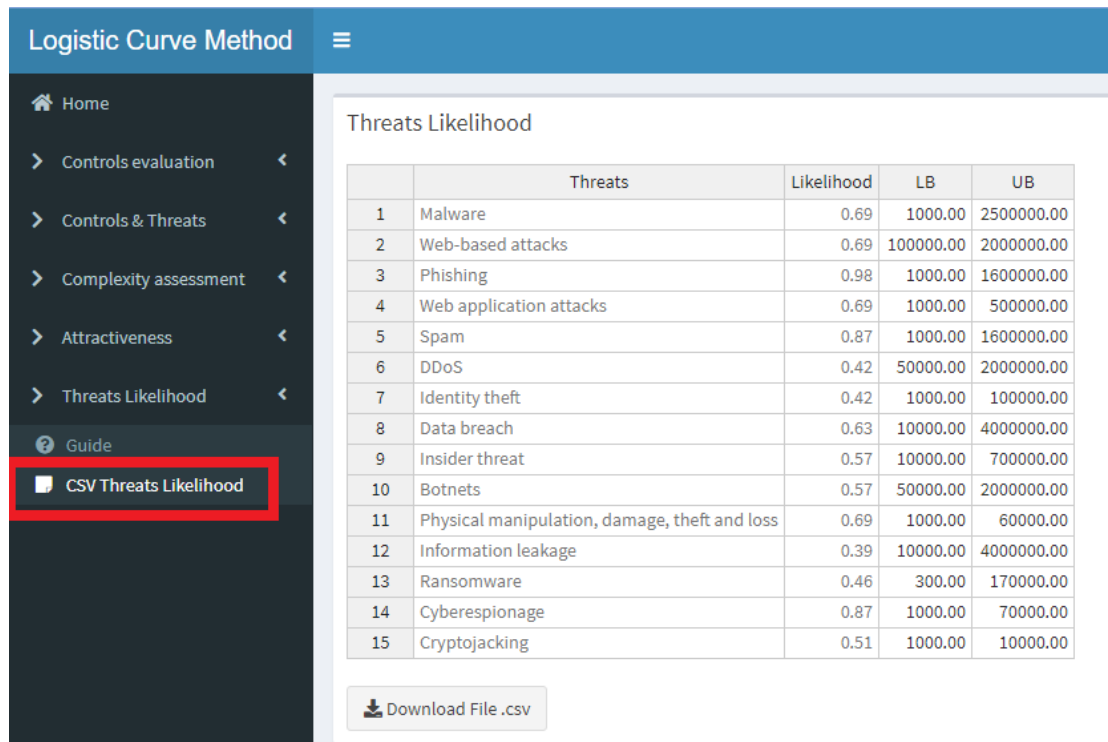 Logistic Curve Method
Home
Controls evaluation
Controls & Threats
Complexity assessment
Attractiveness
Threats Likelihood
Guide
CSV Threats Likelihood
Threats Likelihood
Threats Likelihood LB UB
1 Malware 0.69 1000.00 2500000.00
2 Web-based attacks 0.69 100000.00 2000000.00
3 Phishing 0.98 1000.00 1600000.00
4 Web application attacks 0.69 1000.00 500000.00
5 Spam 0.87 1000.00 1600000.00
6 DDoS 0.42 50000.00 2000000.00
7 Identity theft 0.42 1000.00 100000.00
8 Data breach 0.63 10000.00 4000000.00
9 Insider threat 0.57 10000.00 700000.00
10 Botnets 0.57 50000.00 2000000.00
11 Physical manipulation, damage, theft and loss 0.69 1000.00 60000.00
12 Information leakage 0.39 10000.00 4000000.00
13 Ransomware 0.46 300.00 170000.00
14 Cyberespionage 0.87 1000.00 70000.00
15 Cryptojacking 0.51 1000.00 10000.00
Download File .csv